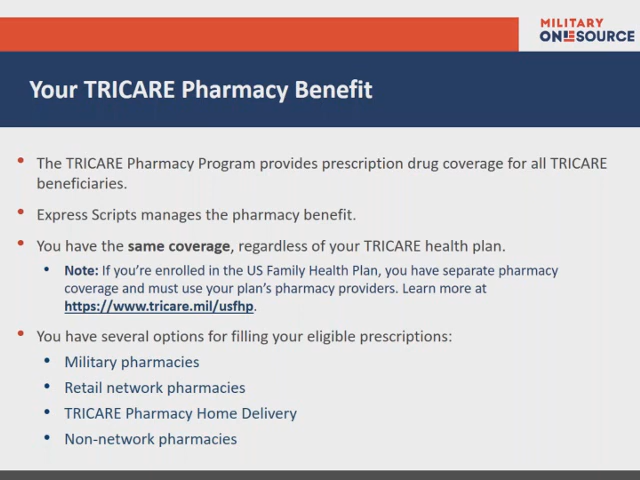 MILITARY
ONESOURCE
Your TRICARE Pharmacy Benefit
• The TRICARE Pharmacy Program provides prescription drug coverage for all TRICARE
beneficiaries.
• Express Scripts manages the pharmacy benefit.
• You have the same coverage, regardless of your TRICARE health plan.
• Note: If you’re enrolled in the US Family Health Plan, you have separate pharmacy
coverage and must use your plan’s pharmacy providers. Learn more at
https://www.tricare.mil/usfhp.
• You have several options for filling your eligible prescriptions:
• Military pharmacies
• Retail network pharmacies
• TRICARE Pharmacy Home Delivery
• Non-network pharmacies